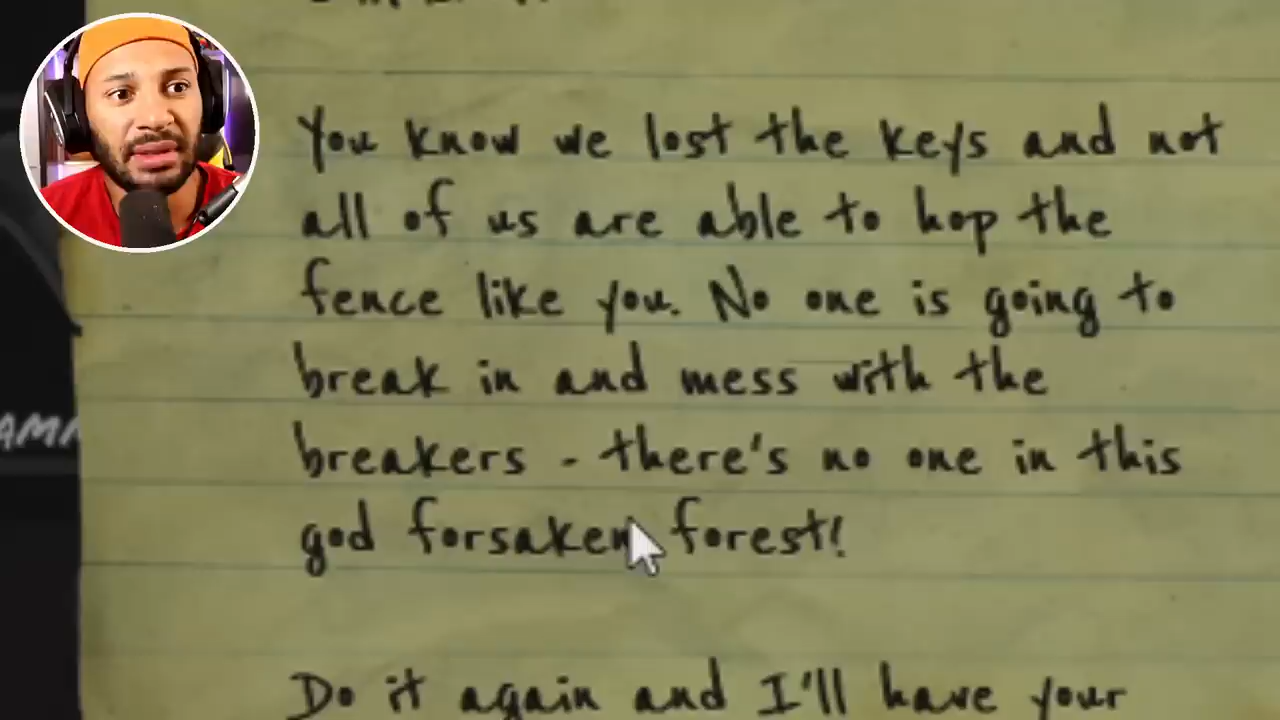 You know we lost the keys and not
all of us are able to hop the
fence like you. No one is going to
break in and mess with the
breakers - there's no one in this
god forsaken forest!
Do it again and I'll have your